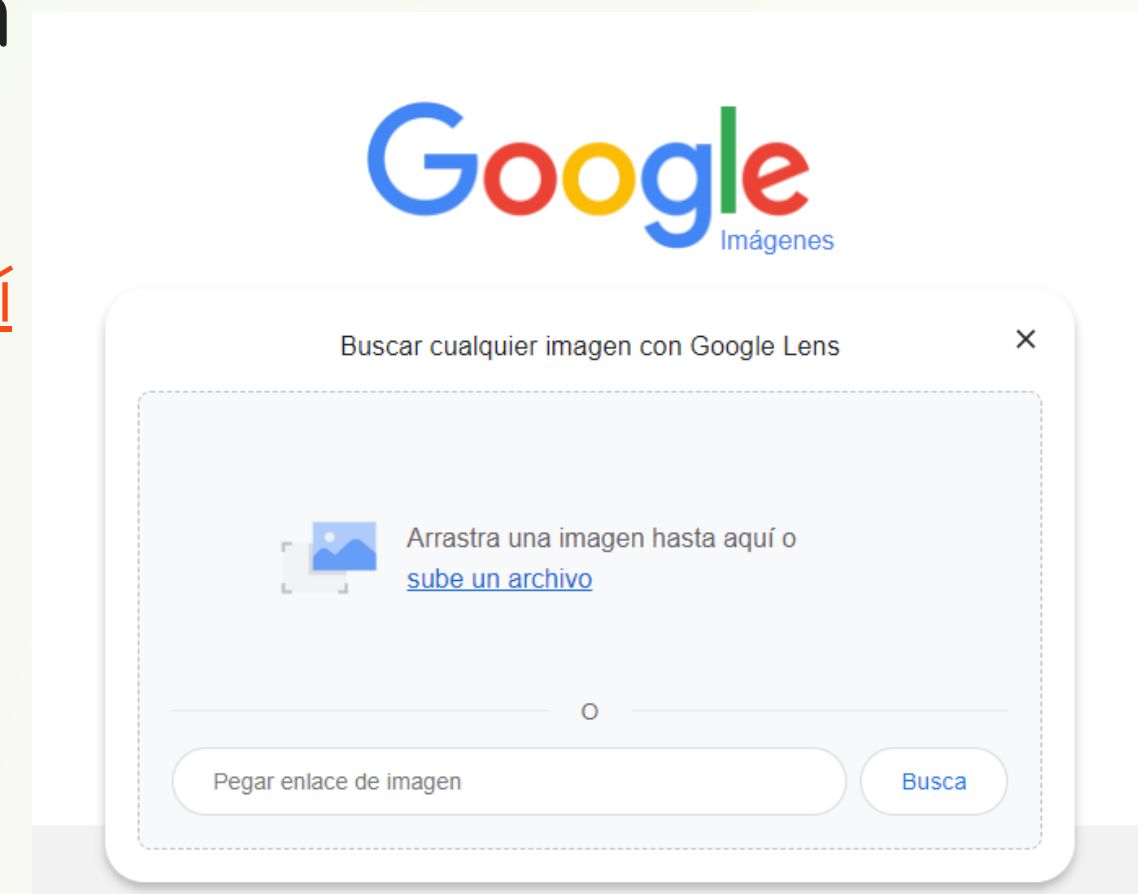 Google
Imágenes
Buscar cualquier imagen con Google Lens
Arrastra una imagen hasta aquí o
sube un archivo
O
Pegar enlace de imagen
Busca